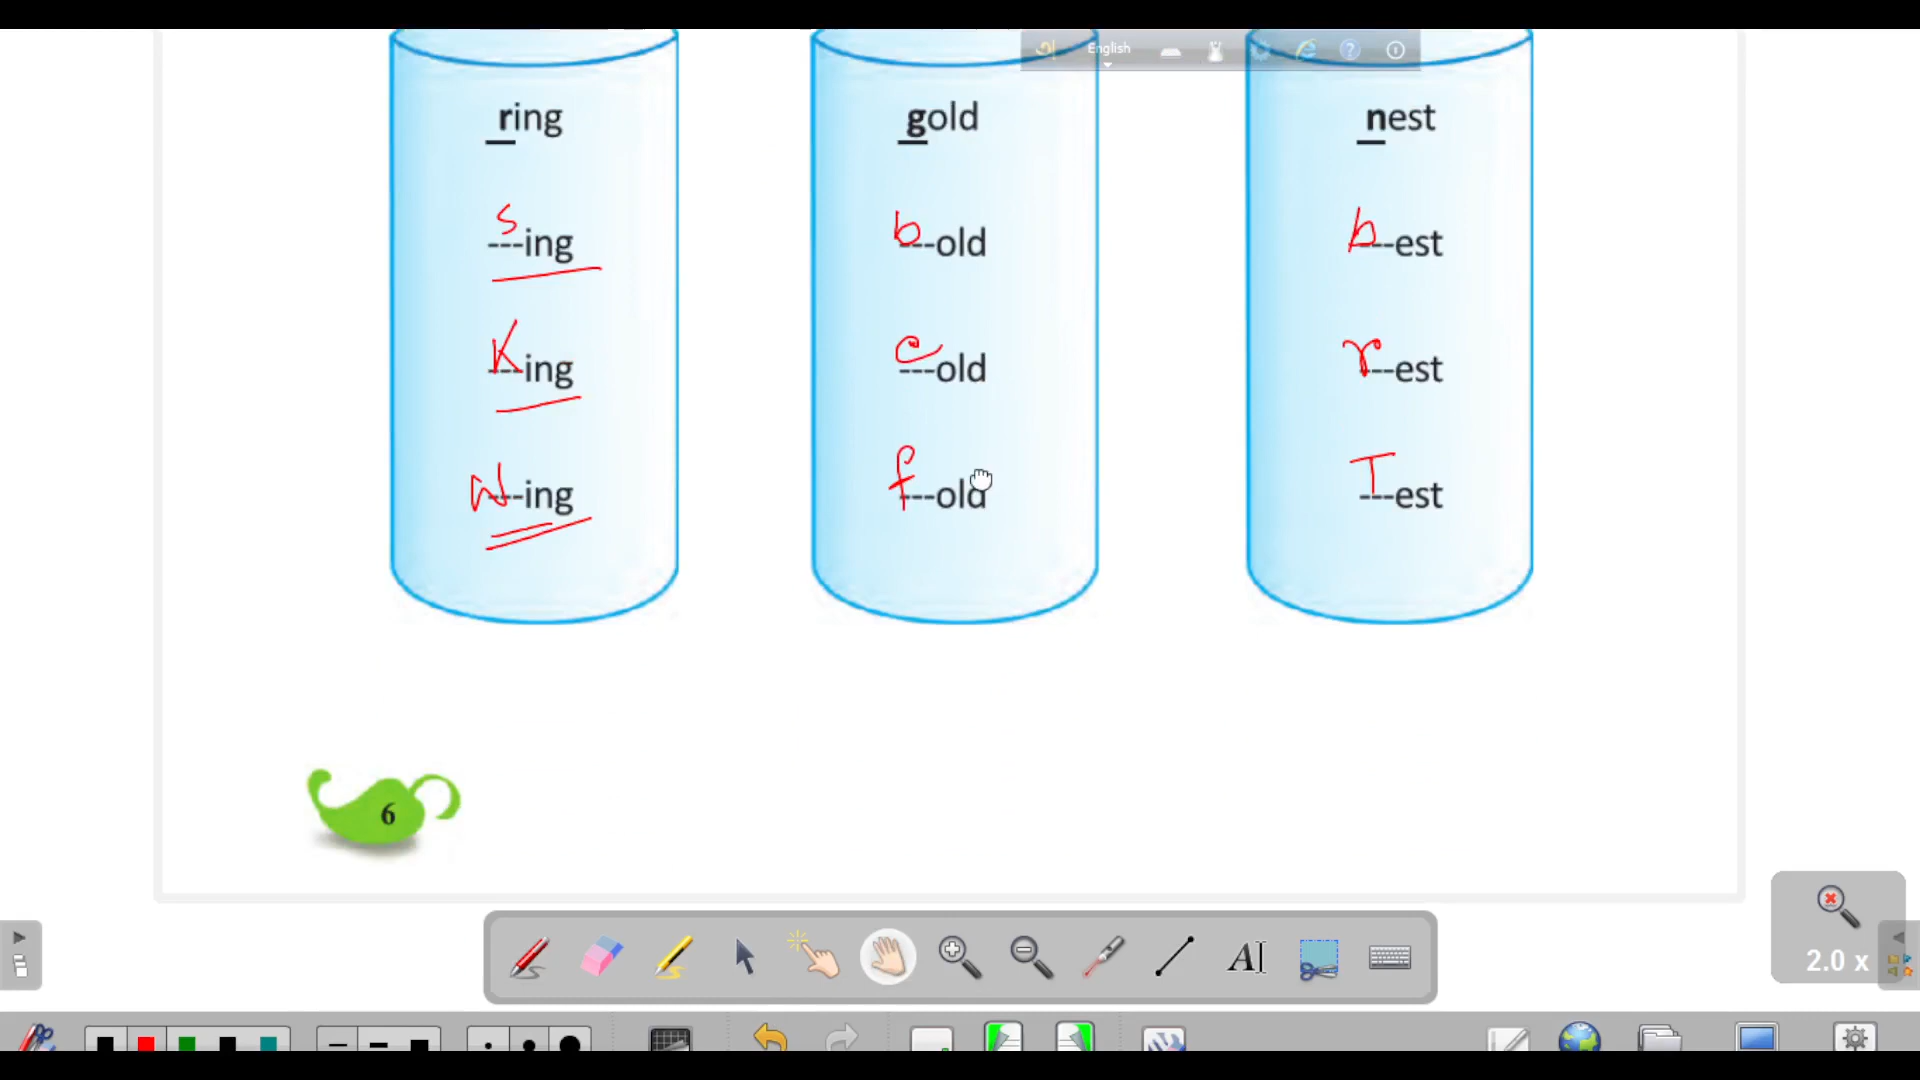 English
ring gold nest
s---ing b---old b---est
K---ing c---old r---est
W---ing f---old T---est
6
AI
2.0 x